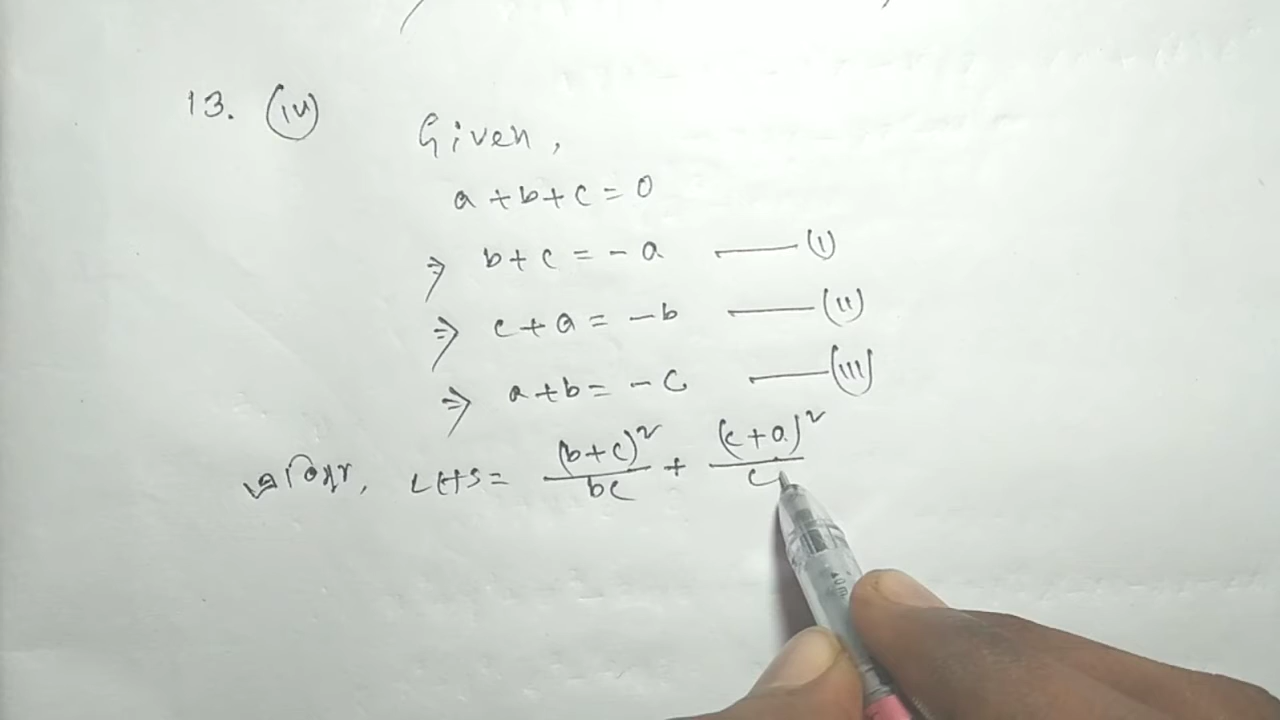 13. (iv)
Given,
a + b + c = 0
⇒ b + c = - a —— (i)
⇒ c + a = - b —— (ii)
⇒ a + b = - c —— (iii)
LHS = (b+c)²/bc + (c+a)²/c